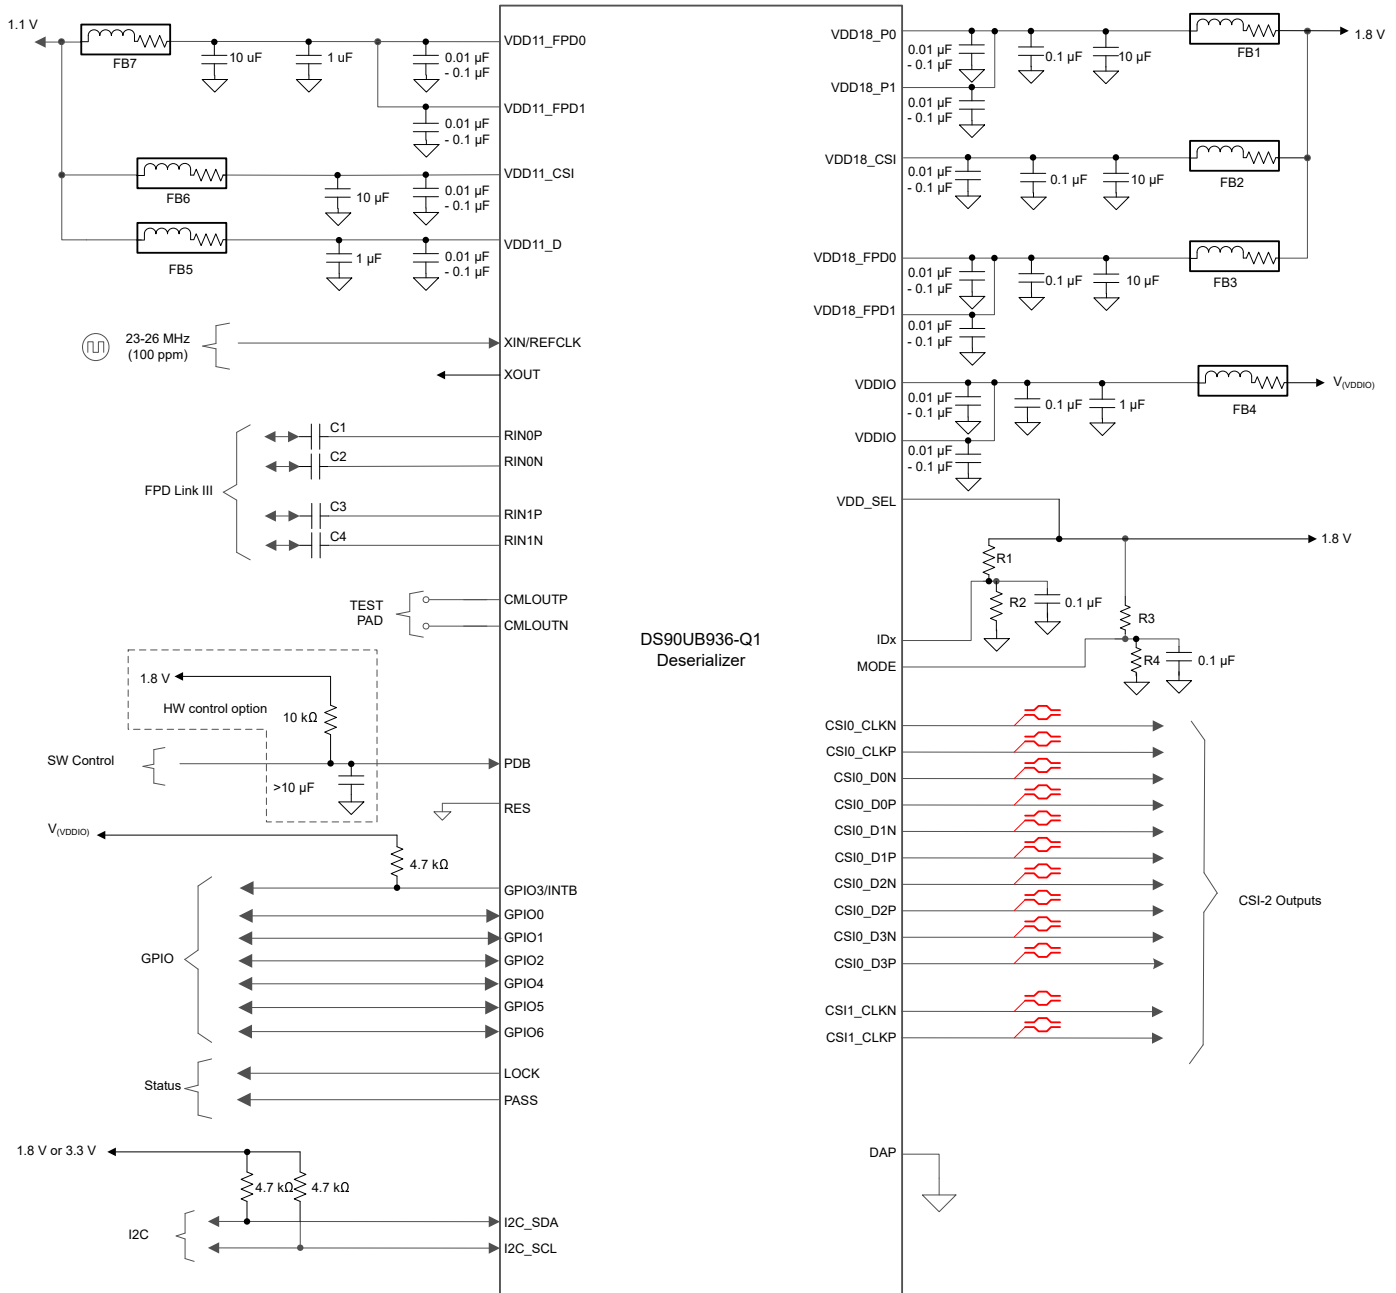 1.1 V
FB7
10 uF
1 uF
0.01 µF
- 0.1 µF
VDD11_FPD0
0.01 µF
- 0.1 µF
VDD11_FPD1
FB6
10 µF
0.01 µF
- 0.1 µF
VDD11_CSI
FB5
1 µF
0.01 µF
- 0.1 µF
VDD11_D
23-26 MHz
(100 ppm)
XIN/REFCLK
XOUT
FPD Link III
C1
RIN0P
C2
RIN0N
C3
RIN1P
C4
RIN1N
TEST
PAD
CMLOUTP
CMLOUTN
1.8 V
HW control option
10 kΩ
SW Control
>10 µF
PDB
RES
V(VDDIO)
4.7 kΩ
GPIO
GPIO3/INTB
GPIO0
GPIO1
GPIO2
GPIO4
GPIO5
GPIO6
Status
LOCK
PASS
1.8 V or 3.3 V
4.7 kΩ
4.7 kΩ
I2C
I2C_SDA
I2C_SCL
DS90UB936-Q1
Deserializer
VDD18_P0
0.01 µF
- 0.1 µF
0.1 µF
10 µF
FB1
1.8 V
VDD18_P1
0.01 µF
- 0.1 µF
VDD18_CSI
0.01 µF
- 0.1 µF
0.1 µF
10 µF
FB2
VDD18_FPD0
0.01 µF
- 0.1 µF
0.1 µF
10 µF
FB3
VDD18_FPD1
0.01 µF
- 0.1 µF
VDDIO
0.01 µF
- 0.1 µF
0.1 µF
1 µF
FB4
V(VDDIO)
VDDIO
0.01 µF
- 0.1 µF
VDD_SEL
1.8 V
R1
R2
0.1 µF
R3
IDx
MODE
R4
0.1 µF
CSI0_CLKN
CSI0_CLKP
CSI0_D0N
CSI0_D0P
CSI0_D1N
CSI0_D1P
CSI0_D2N
CSI0_D2P
CSI0_D3N
CSI0_D3P
CSI1_CLKN
CSI1_CLKP
CSI-2 Outputs
DAP